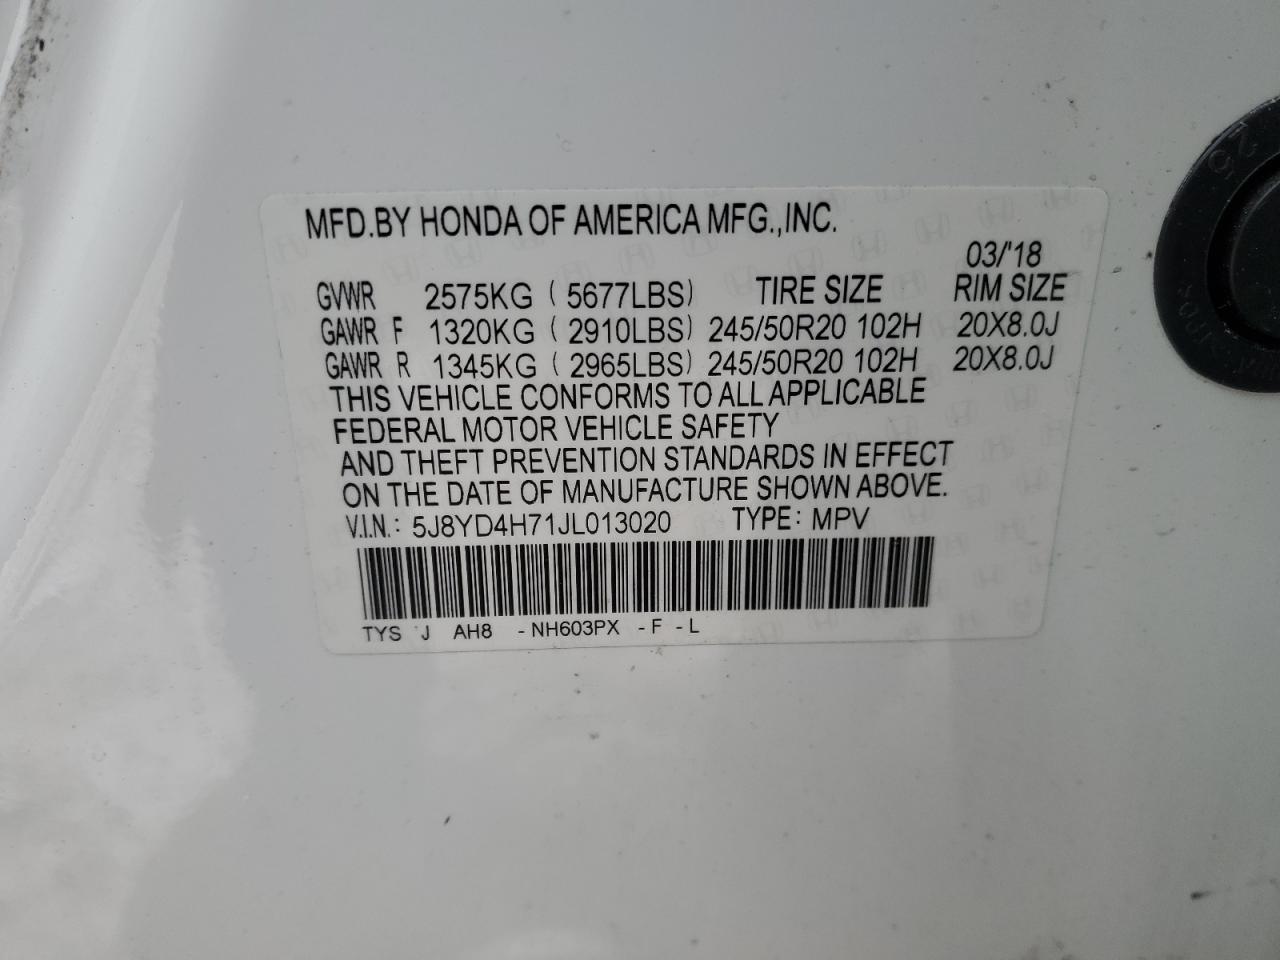 MFD.BY HONDA OF AMERICA MFG.,INC.
03/'18
GVWR 2575KG ( 5677LBS) TIRE SIZE RIM SIZE
GAWR F 1320KG ( 2910LBS) 245/50R20 102H 20X8.0J
GAWR R 1345KG ( 2965LBS) 245/50R20 102H 20X8.0J
THIS VEHICLE CONFORMS TO ALL APPLICABLE
FEDERAL MOTOR VEHICLE SAFETY
AND THEFT PREVENTION STANDARDS IN EFFECT
ON THE DATE OF MANUFACTURE SHOWN ABOVE.
V.I.N.: 5J8YD4H71JL013020 TYPE: MPV
TYS J AH8 -NH603PX -F -L